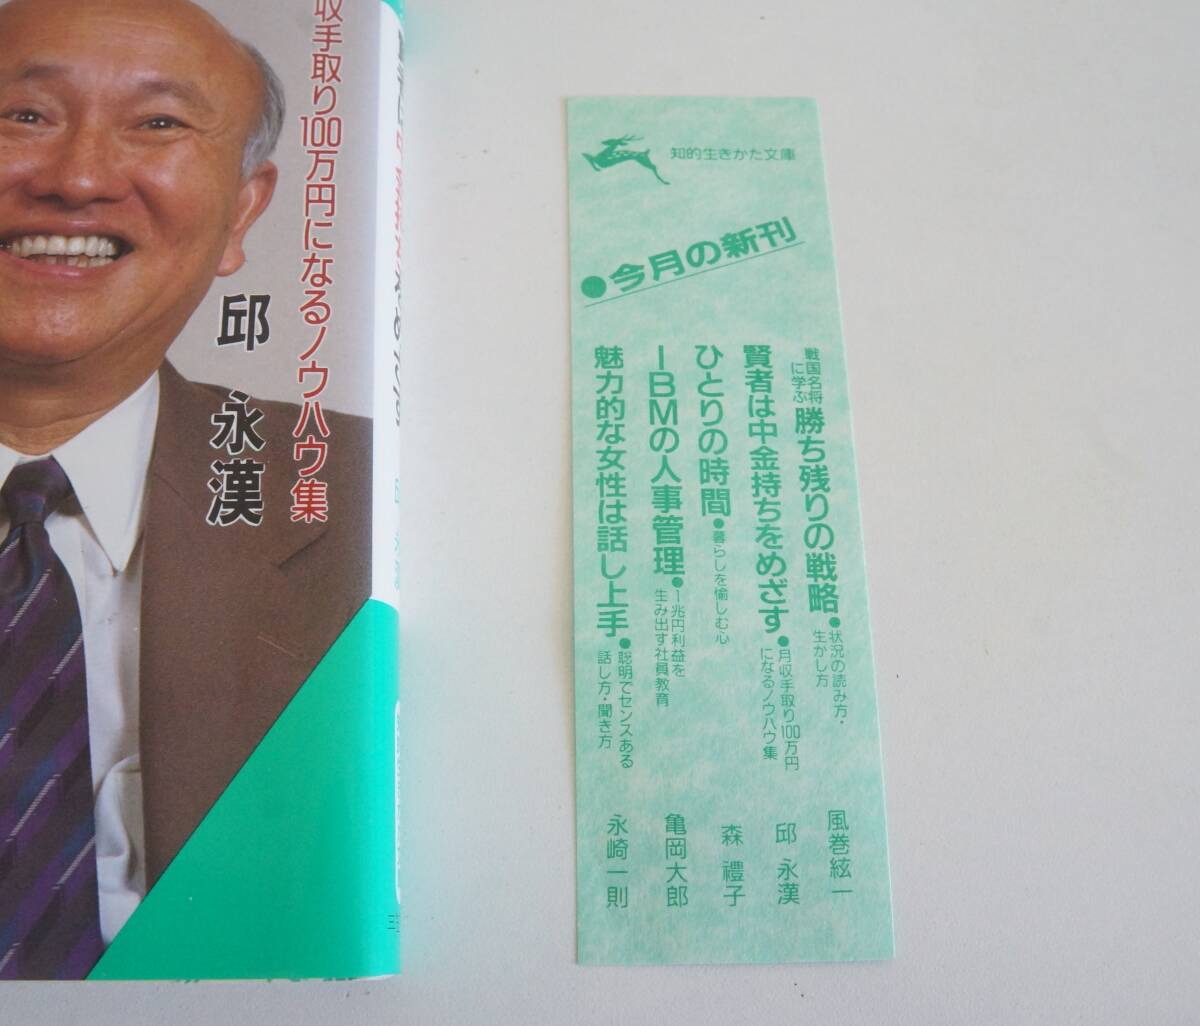 収手取り100万円になるノウハウ集
邱 永漢
知的生きかた文庫
●今月の新刊
戦国名将に学ぶ 勝ち残りの戦略●状況の読み方・生かし方 風巻絃一
賢者は中金持ちをめざす●月収手取り100万円になるノウハウ集 邱 永漢
ひとりの時間●暮らしを愉しむ心 森 禮子
IBMの人事管理●1兆円利益を生み出す社員教育 亀岡大郎
魅力的な女性は話し上手●聡明でセンスある話し方・聞き方 永崎一則